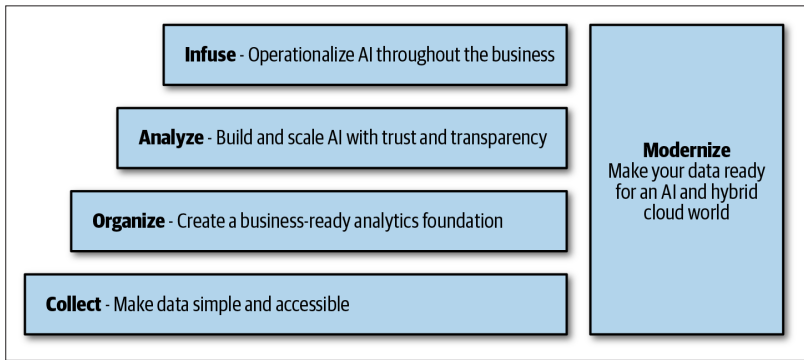 Infuse - Operationalize AI throughout the business
Analyze - Build and scale AI with trust and transparency
Organize - Create a business-ready analytics foundation
Collect - Make data simple and accessible
Modernize
Make your data ready
for an AI and hybrid
cloud world